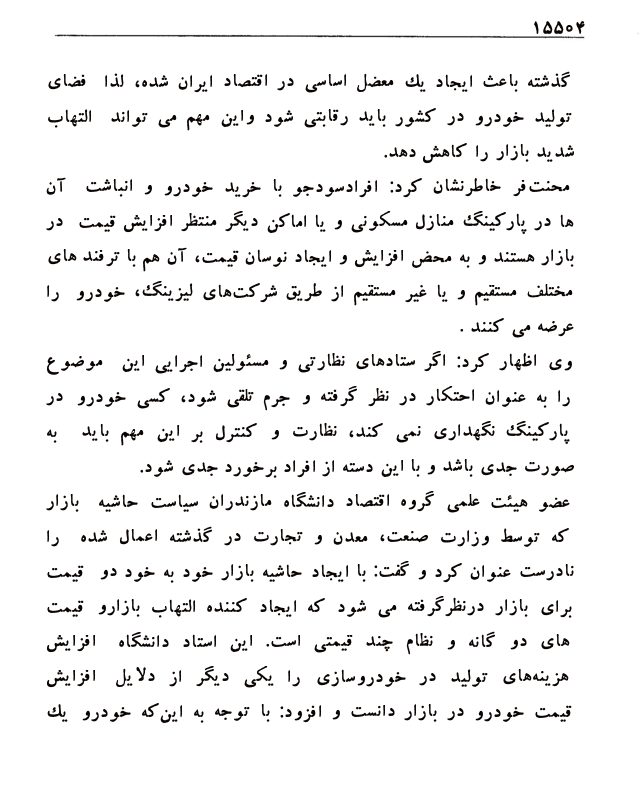 ۱۵۵۰۴
گذشته باعث ایجاد یك معضل اساسی در اقتصاد ایران شده، لذا فضای
تولید خودرو در کشور باید رقابتی شود واین مهم می تواند التهاب
شدید بازار را کاهش دهد.
محنت‌فر خاطرنشان کرد: افرادسودجو با خرید خودرو و انباشت آن
ها در پارکینگ منازل مسکونی و یا اماکن دیگر منتظر افزایش قیمت در
بازار هستند و به محض افزایش و ایجاد نوسان قیمت، آن هم با ترفند های
مختلف مستقیم و یا غیر مستقیم از طریق شرکت‌های لیزینگ، خودرو را
عرضه می کنند .
وی اظهار کرد: اگر ستادهای نظارتی و مسئولین اجرایی این موضوع
را به عنوان احتکار در نظر گرفته و جرم تلقی شود، کسی خودرو در
پارکینگ نگهداری نمی کند، نظارت و کنترل بر این مهم باید به
صورت جدی باشد و با این دسته از افراد برخورد جدی شود.
عضو هیئت علمی گروه اقتصاد دانشگاه مازندران سیاست حاشیه بازار
که توسط وزارت صنعت، معدن و تجارت در گذشته اعمال شده را
نادرست عنوان کرد و گفت: با ایجاد حاشیه بازار خود به خود دو قیمت
برای بازار درنظرگرفته می شود که ایجاد کننده التهاب بازارو قیمت
های دو گانه و نظام چند قیمتی است. این استاد دانشگاه افزایش
هزینه‌های تولید در خودروسازی را یکی دیگر از دلایل افزایش
قیمت خودرو در بازار دانست و افزود: با توجه به این‌که خودرو یك